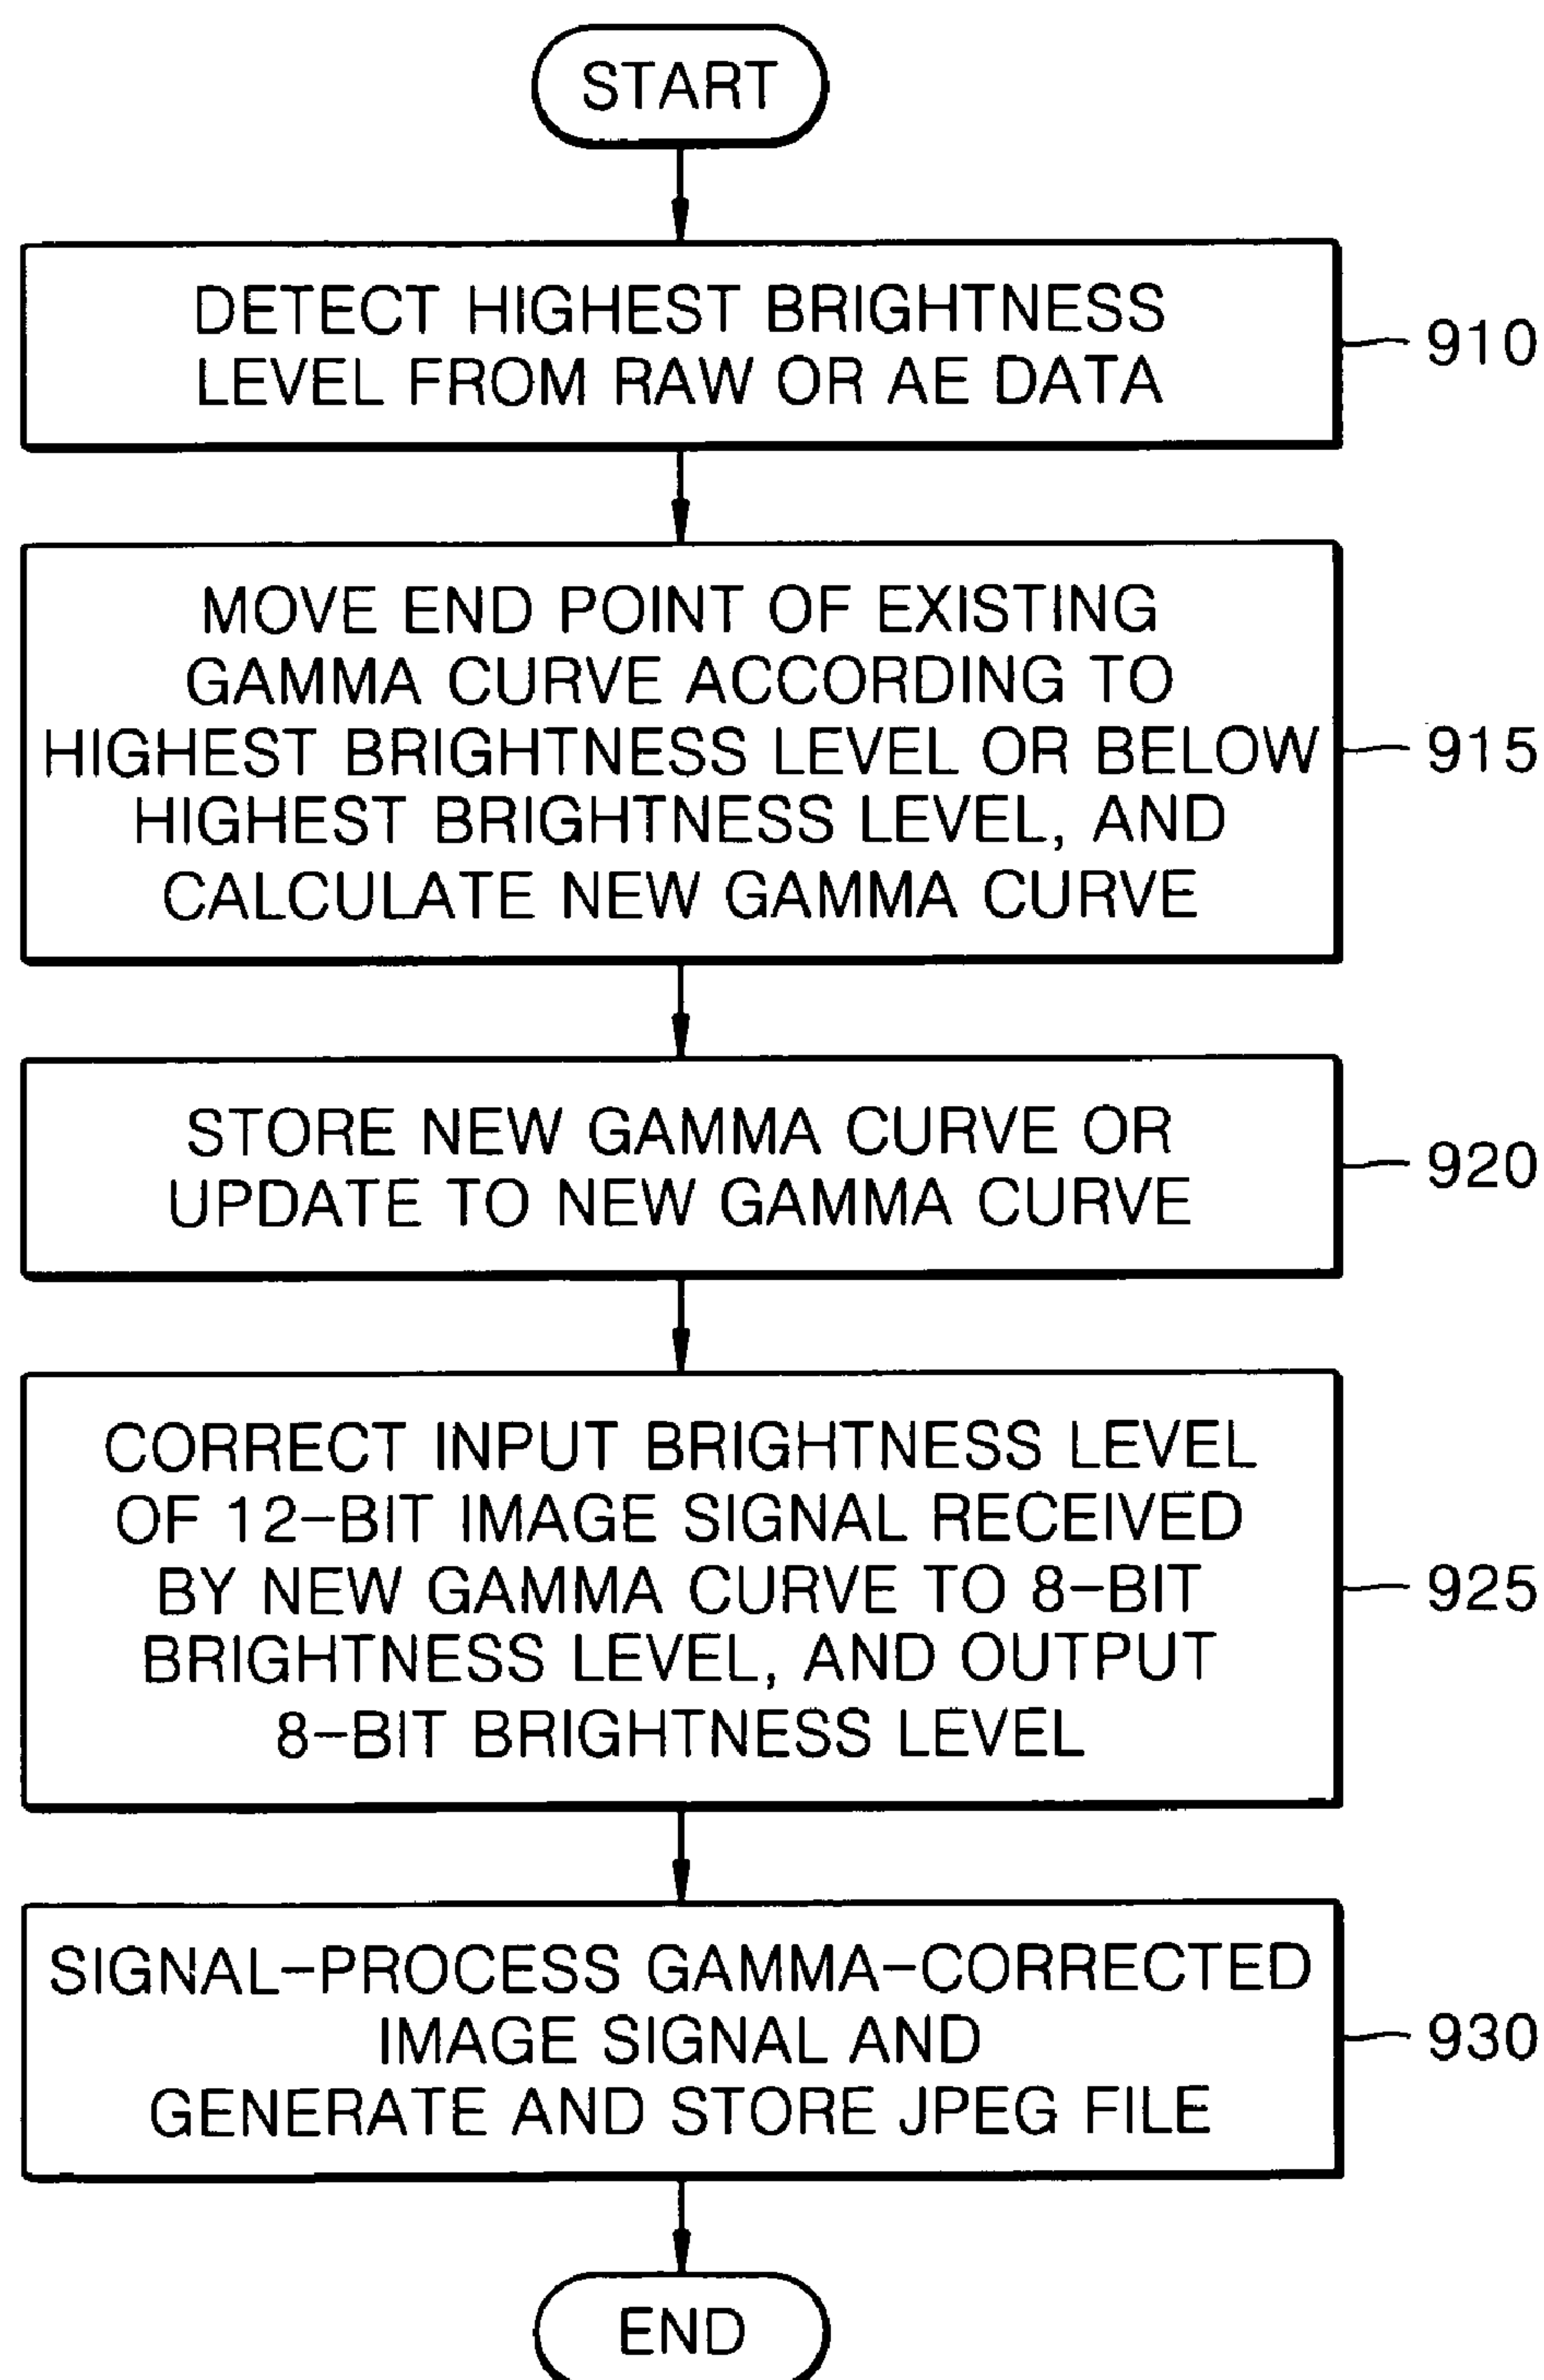 START
DETECT HIGHEST BRIGHTNESS
LEVEL FROM RAW OR AE DATA
910
MOVE END POINT OF EXISTING
GAMMA CURVE ACCORDING TO
HIGHEST BRIGHTNESS LEVEL OR BELOW
HIGHEST BRIGHTNESS LEVEL, AND
CALCULATE NEW GAMMA CURVE
915
STORE NEW GAMMA CURVE OR
UPDATE TO NEW GAMMA CURVE
920
CORRECT INPUT BRIGHTNESS LEVEL
OF 12-BIT IMAGE SIGNAL RECEIVED
BY NEW GAMMA CURVE TO 8-BIT
BRIGHTNESS LEVEL, AND OUTPUT
8-BIT BRIGHTNESS LEVEL
925
SIGNAL-PROCESS GAMMA-CORRECTED
IMAGE SIGNAL AND
GENERATE AND STORE JPEG FILE
930
END